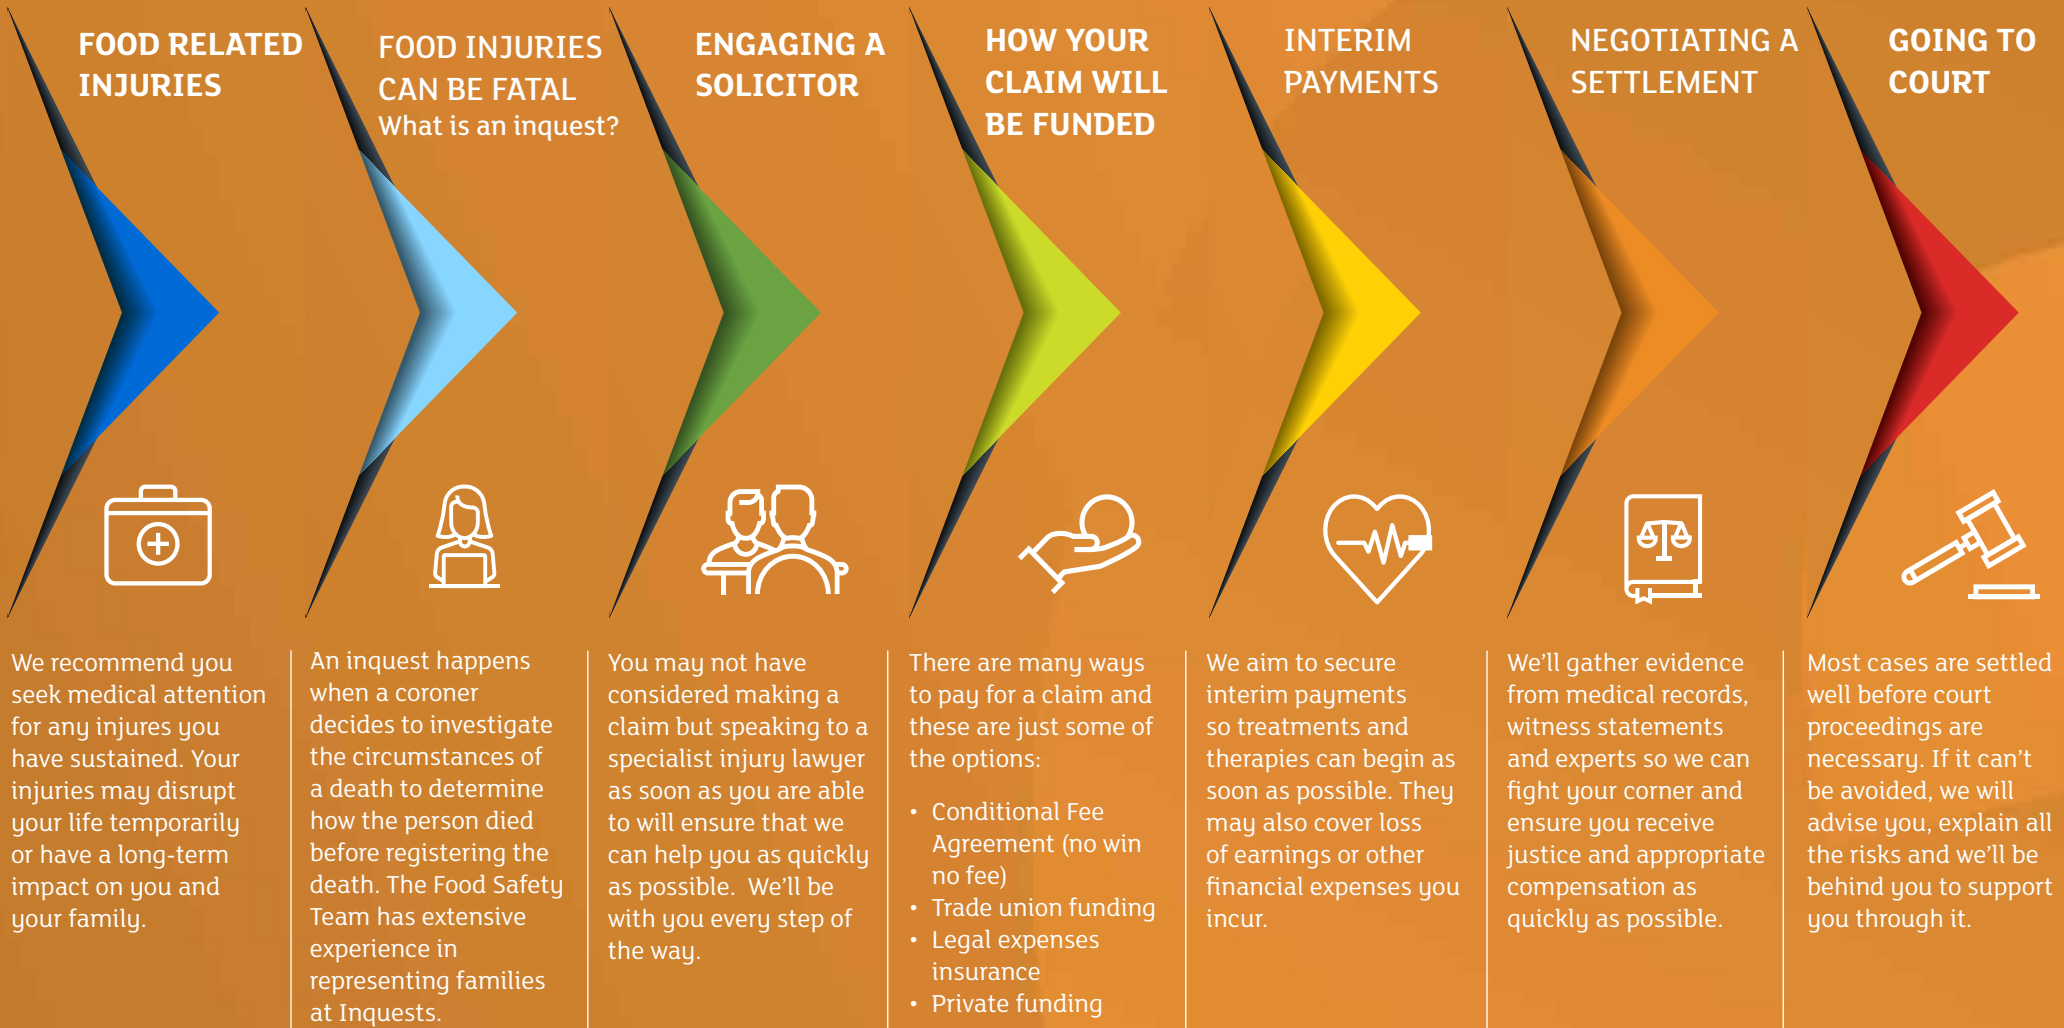 FOOD RELATED
INJURIES
FOOD INJURIES
CAN BE FATAL
What is an inquest?
ENGAGING A
SOLICITOR
HOW YOUR
CLAIM WILL
BE FUNDED
INTERIM
PAYMENTS
NEGOTIATING A
SETTLEMENT
GOING TO
COURT
We recommend you
seek medical attention
for any injures you
have sustained. Your
injuries may disrupt
your life temporarily
or have a long-term
impact on you and
your family.
An inquest happens
when a coroner
decides to investigate
the circumstances of
a death to determine
how the person died
before registering the
death. The Food Safety
Team has extensive
experience in
representing families
at Inquests.
You may not have
considered making a
claim but speaking to a
specialist injury lawyer
as soon as you are able
to will ensure that we
can help you as quickly
as possible.  We'll be
with you every step of
the way.
There are many ways
to pay for a claim and
these are just some of
the options:
• Conditional Fee
Agreement (no win
no fee)
• Trade union funding
• Legal expenses
insurance
• Private funding
We aim to secure
interim payments
so treatments and
therapies can begin as
soon as possible. They
may also cover loss
of earnings or other
financial expenses you
incur.
We'll gather evidence
from medical records,
witness statements
and experts so we can
fight your corner and
ensure you receive
justice and appropriate
compensation as
quickly as possible.
Most cases are settled
well before court
proceedings are
necessary. If it can't
be avoided, we will
advise you, explain all
the risks and we'll be
behind you to support
you through it.